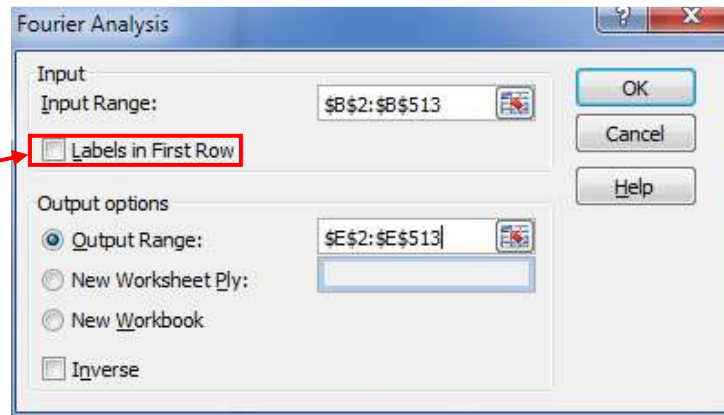 Fourier Analysis
? X
Input
Input Range: $B$2:$B$513
Labels in First Row
OK
Cancel
Help
Output options
Output Range: $E$2:$E$513
New Worksheet Ply:
New Workbook
Inverse